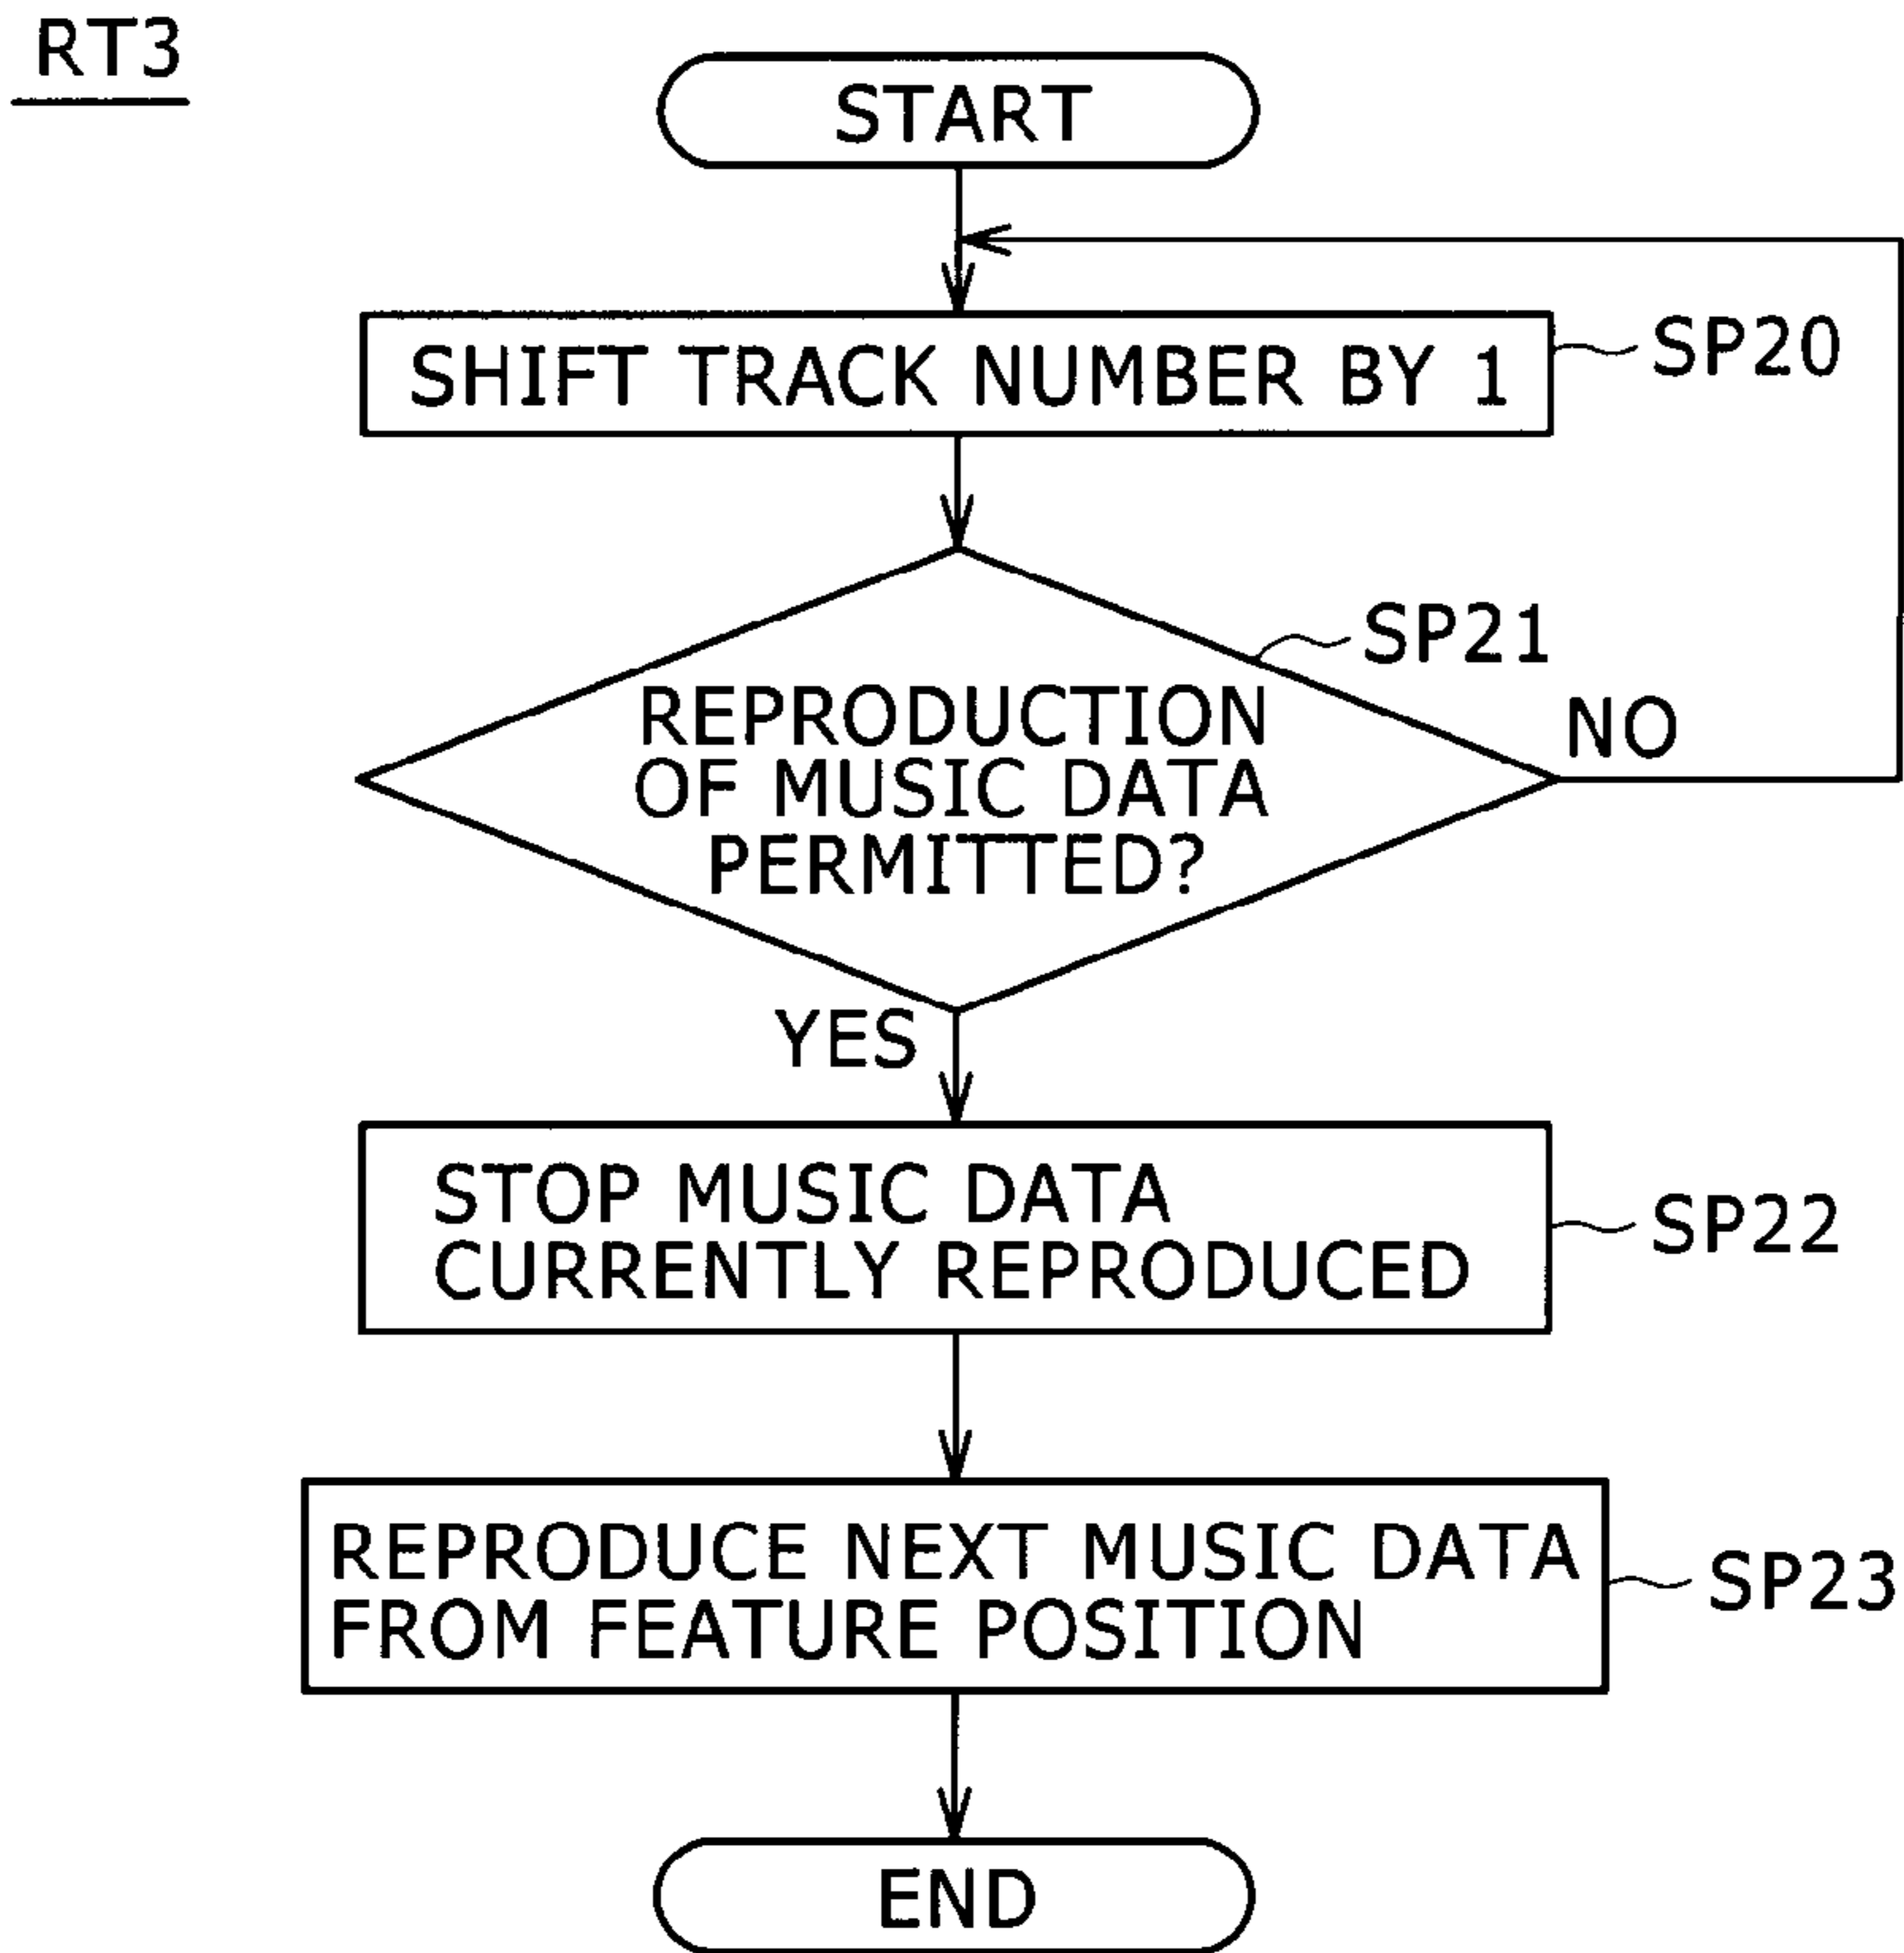 RT3
START
SHIFT TRACK NUMBER BY 1
SP20
SP21
REPRODUCTION
OF MUSIC DATA
PERMITTED?
NO
YES
STOP MUSIC DATA
CURRENTLY REPRODUCED
SP22
REPRODUCE NEXT MUSIC DATA
FROM FEATURE POSITION
SP23
END